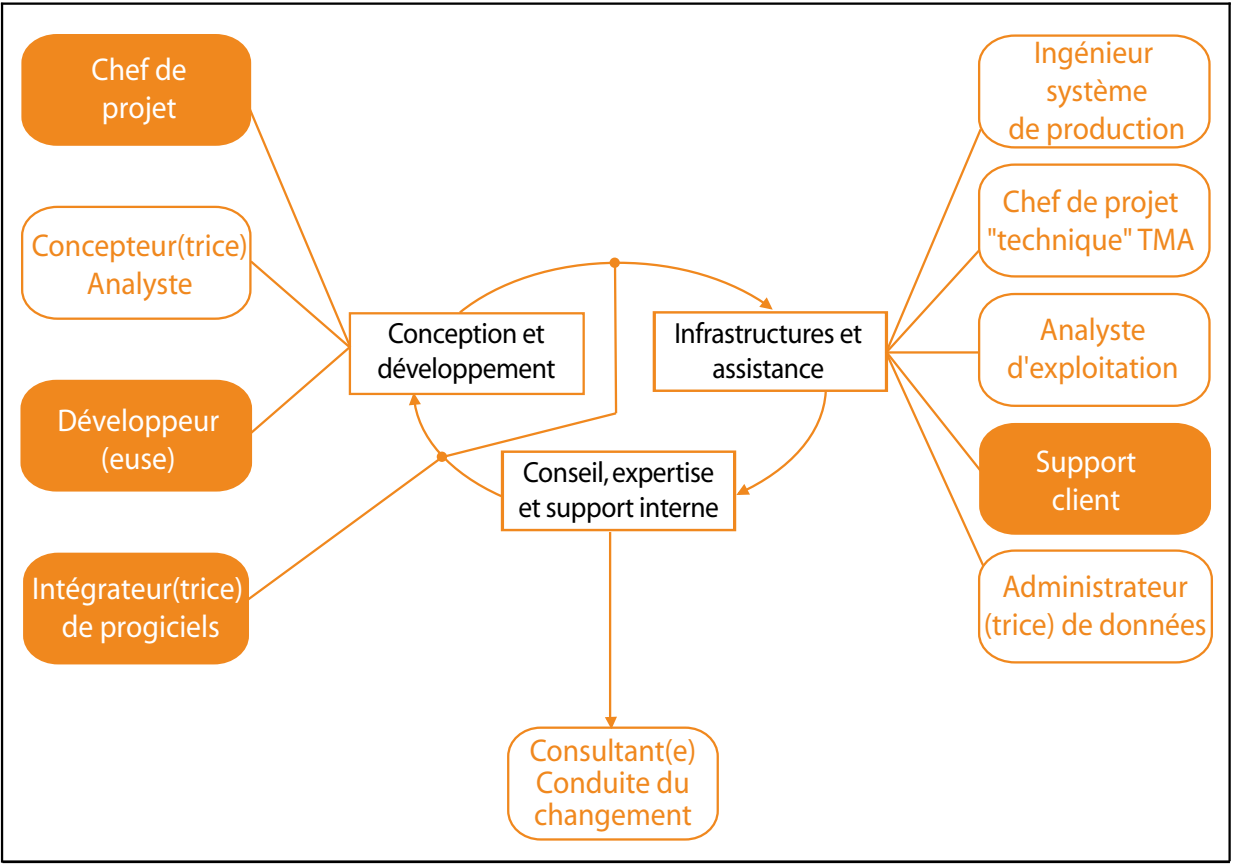 Chef de
projet
Concepteur(trice)
Analyste
Développeur
(euse)
Intégrateur(trice)
de progiciels
Conception et
développement
Infrastructures et
assistance
Conseil, expertise
et support interne
Consultant(e)
Conduite du
changement
Ingénieur
système
de production
Chef de projet
"technique" TMA
Analyste
d'exploitation
Support
client
Administrateur
(trice) de données